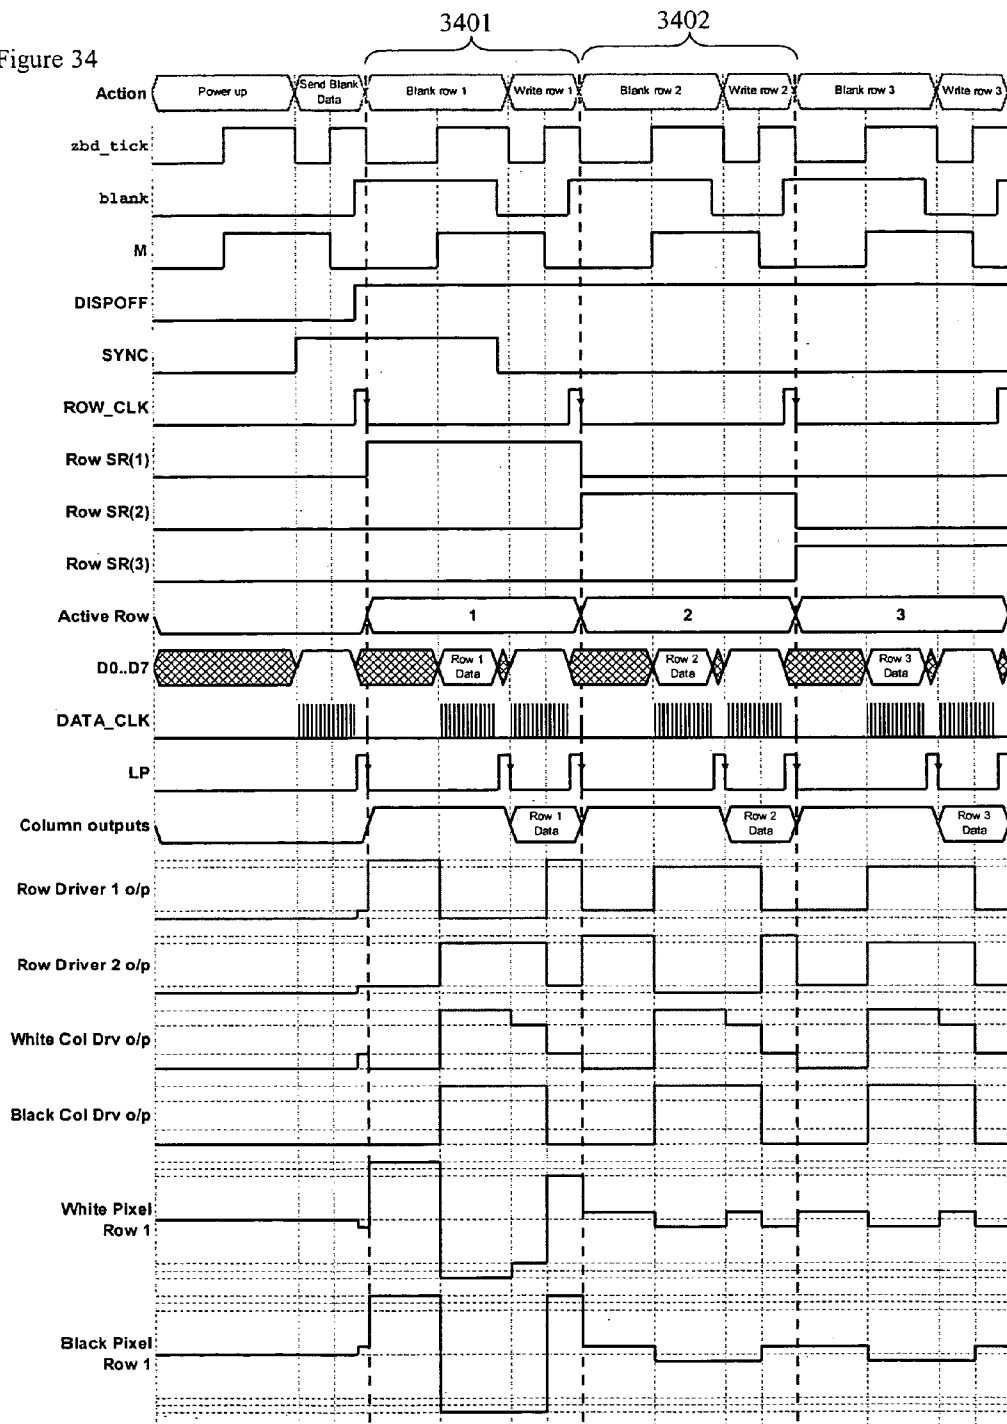 3401 3402
Figure 34
Action Power up Send Blank Data Blank row 1 Write row 1 Blank row 2 Write row 2 Blank row 3 Write row 3
zbd_tick
blank
M
DISPOFF
SYNC
ROW_CLK
Row SR(1)
Row SR(2)
Row SR(3)
Active Row 1 2 3
D0..D7 Row 1 Data Row 2 Data Row 3 Data
DATA_CLK
LP
Column outputs Row 1 Data Row 2 Data Row 3 Data
Row Driver 1 o/p
Row Driver 2 o/p
White Col Drv o/p
Black Col Drv o/p
White Pixel
Row 1
Black Pixel
Row 1